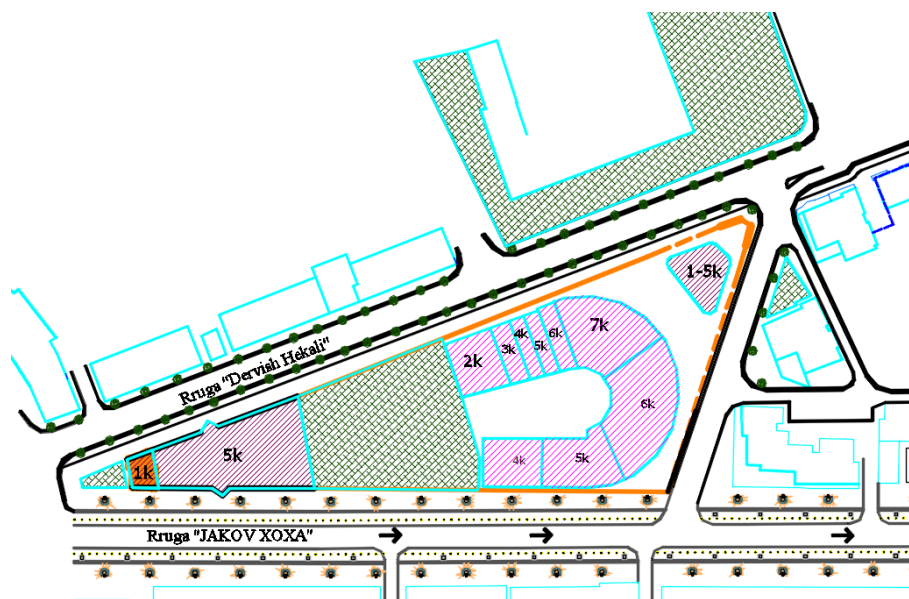 1-5k
7k
6k
4k
5k
3k
2k
6k
Rruga "Dervish Hekali"
5k
1k
4k
5k
Rruga "JAKOV XOXA"